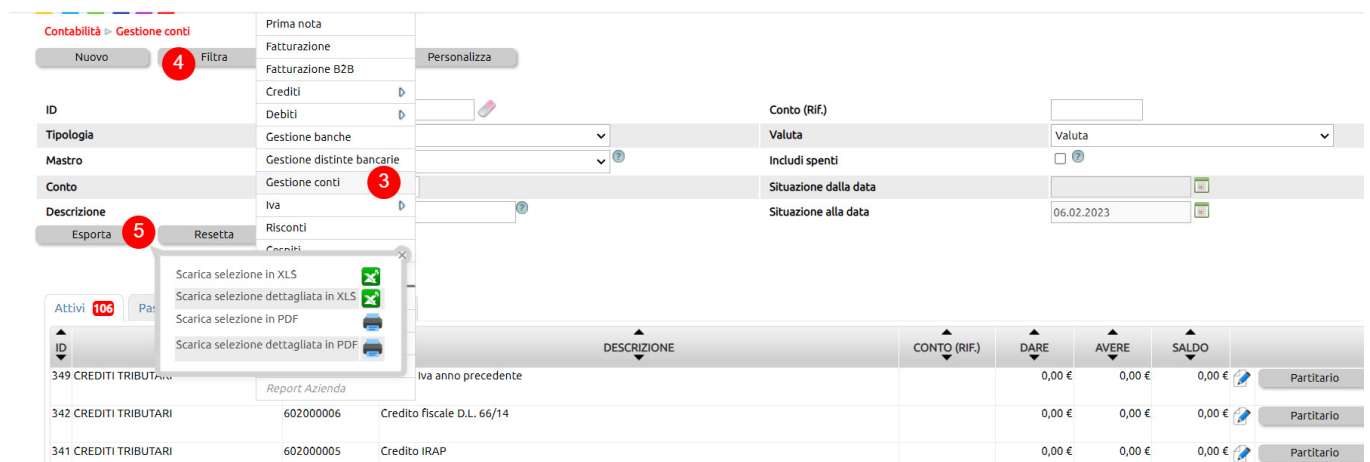 Contabilità ▹ Gestione conti
Nuovo
4
Filtra
Personalizza
Prima nota
Fatturazione
Fatturazione B2B
Crediti
Debiti
Gestione banche
Gestione distinte bancarie
Gestione conti
3
Iva
Risconti
Cespiti
Report Azienda
ID
Conto (Rif.)
Tipologia
Valuta
Valuta
Mastro
?
Includi spenti
?
Conto
Situazione dalla data
Descrizione
?
Situazione alla data
06.02.2023
Esporta
5
Resetta
Scarica selezione in XLS
Scarica selezione dettagliata in XLS
Scarica selezione in PDF
Scarica selezione dettagliata in PDF
Attivi 106
Pas
ID DESCRIZIONE CONTO (RIF.) DARE AVERE SALDO
349 CREDITI TRIBUTARI Iva anno precedente 0,00 € 0,00 € 0,00 € Partitario
342 CREDITI TRIBUTARI 602000006 Credito fiscale D.L. 66/14 0,00 € 0,00 € 0,00 € Partitario
341 CREDITI TRIBUTARI 602000005 Credito IRAP 0,00 € 0,00 € 0,00 € Partitario